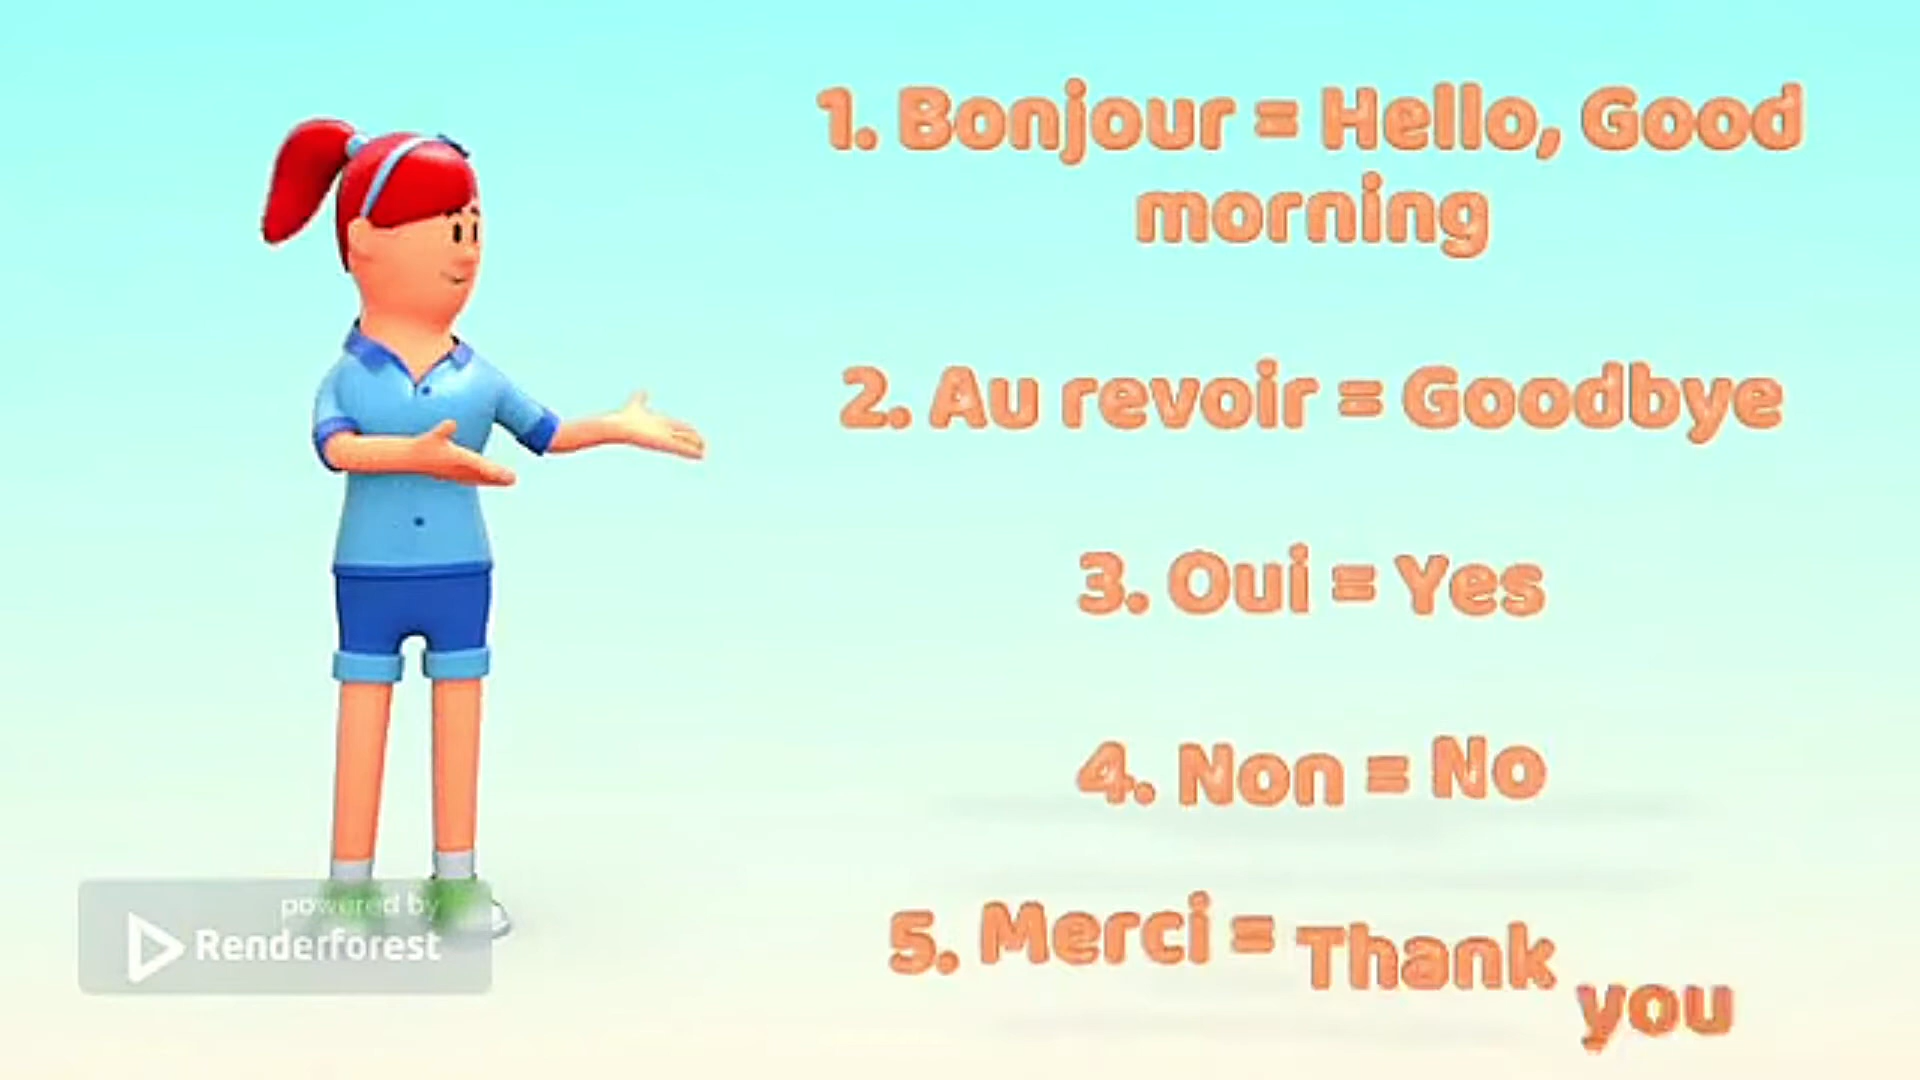 1. Bonjour = Hello, Good
morning
2. Au revoir = Goodbye
3. Oui = Yes
4. Non = No
5. Merci = Thank
you
powered by
Renderforest